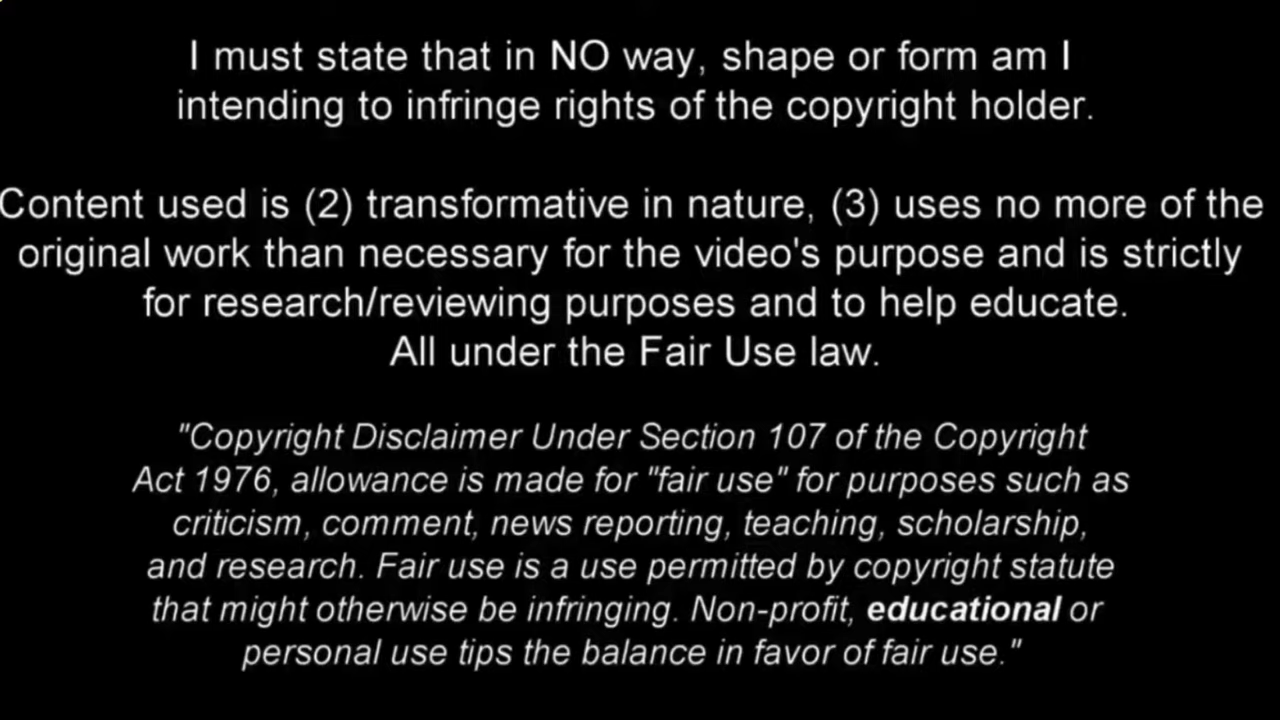 I must state that in NO way, shape or form am I
intending to infringe rights of the copyright holder.
Content used is (2) transformative in nature, (3) uses no more of the
original work than necessary for the video's purpose and is strictly
for research/reviewing purposes and to help educate.
All under the Fair Use law.
"Copyright Disclaimer Under Section 107 of the Copyright
Act 1976, allowance is made for "fair use" for purposes such as
criticism, comment, news reporting, teaching, scholarship,
and research. Fair use is a use permitted by copyright statute
that might otherwise be infringing. Non-profit, educational or
personal use tips the balance in favor of fair use."